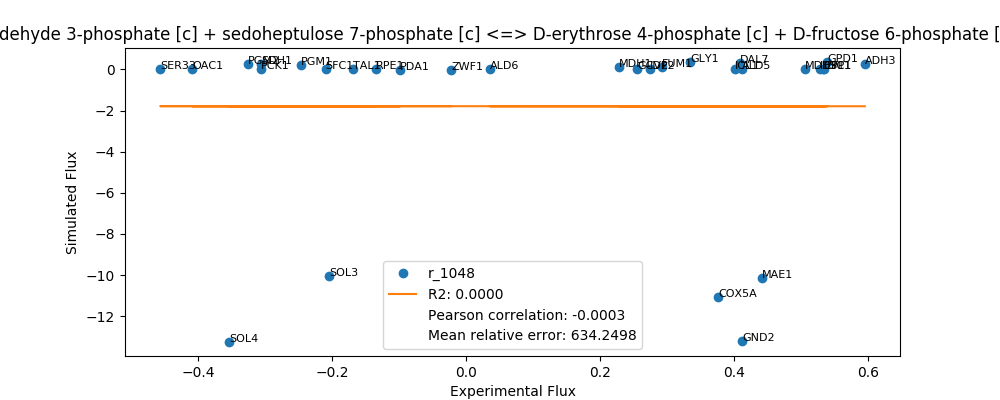 dehyde 3-phosphate [c] + sedoheptulose 7-phosphate [c] <=> D-erythrose 4-phosphate [c] + D-fructose 6-phosphate [
Simulated Flux
0
−2
−4
−6
−8
−10
−12
SER33
OAC1
PCK1
PGM1
SFC1
TAL1
RPE1
PDA1
ZWF1
ALD6
MDH1
FUM1
GLY1
DAL7
ALD5
GPD1
ADH3
SOL3
SOL4
MAE1
COX5A
GND2
r_1048
R2: 0.0000
Pearson correlation: -0.0003
Mean relative error: 634.2498
−0.4
−0.2
0.0
0.2
0.4
0.6
Experimental Flux